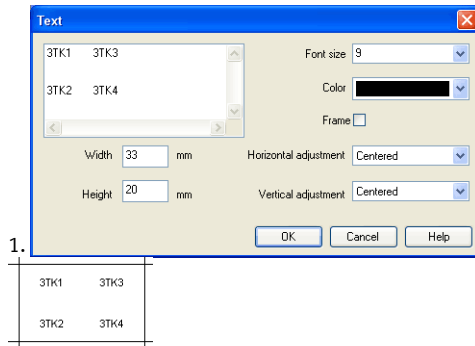 Text
3TK1 3TK3
3TK2 3TK4
Font size 9
Color
Frame
Width 33 mm
Horizontal adjustment Centered
Height 20 mm
Vertical adjustment Centered
OK Cancel Help
1.
3TK1 3TK3
3TK2 3TK4